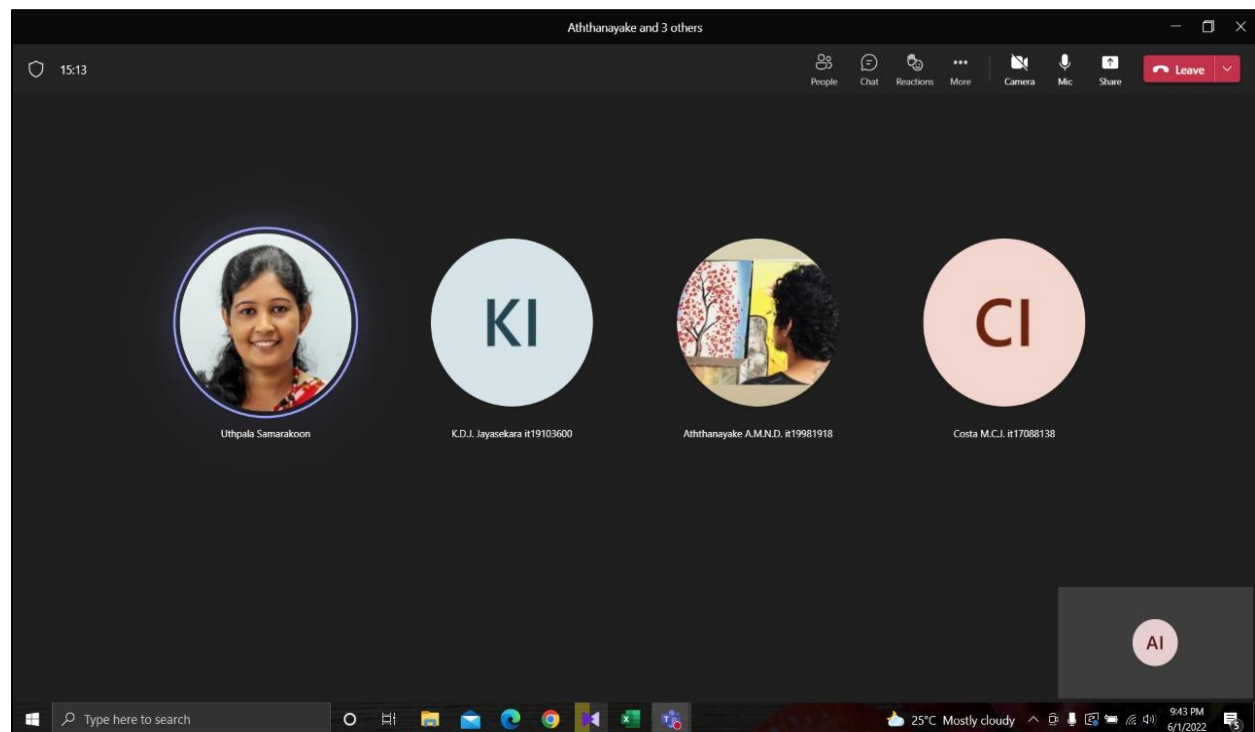 Aththanayake and 3 others
15:13
People Chat Reactions More Camera Mic Share Leave
KI
CI
Uthpala Samarakoon
K.D.J. Jayasekara it19103600
Aththanayake A.M.N.D. it19981918
Costa M.C.J. it17088138
AI
Type here to search
25°C Mostly cloudy
9:43 PM
6/1/2022
5